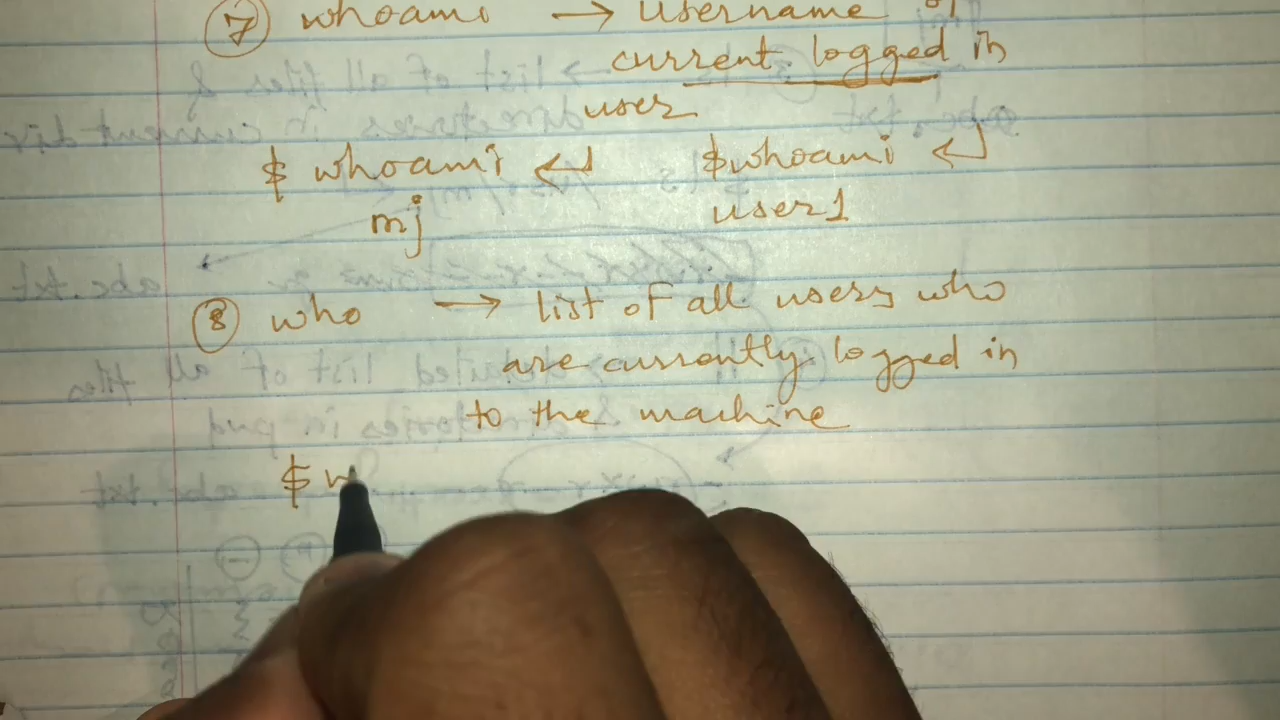 7 whoami → username of
current logged in
user
$ whoami ↵ $whoami ↵
mj user1
8 who → list of all users who
are currently logged in
to the machine
$ w